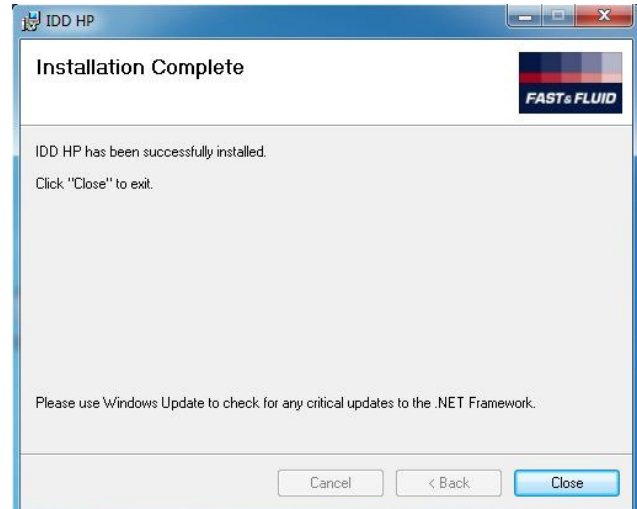 IDD HP
Installation Complete
FAST&FLUID
IDD HP has been successfully installed.
Click "Close" to exit.
Please use Windows Update to check for any critical updates to the .NET Framework.
Cancel
< Back
Close